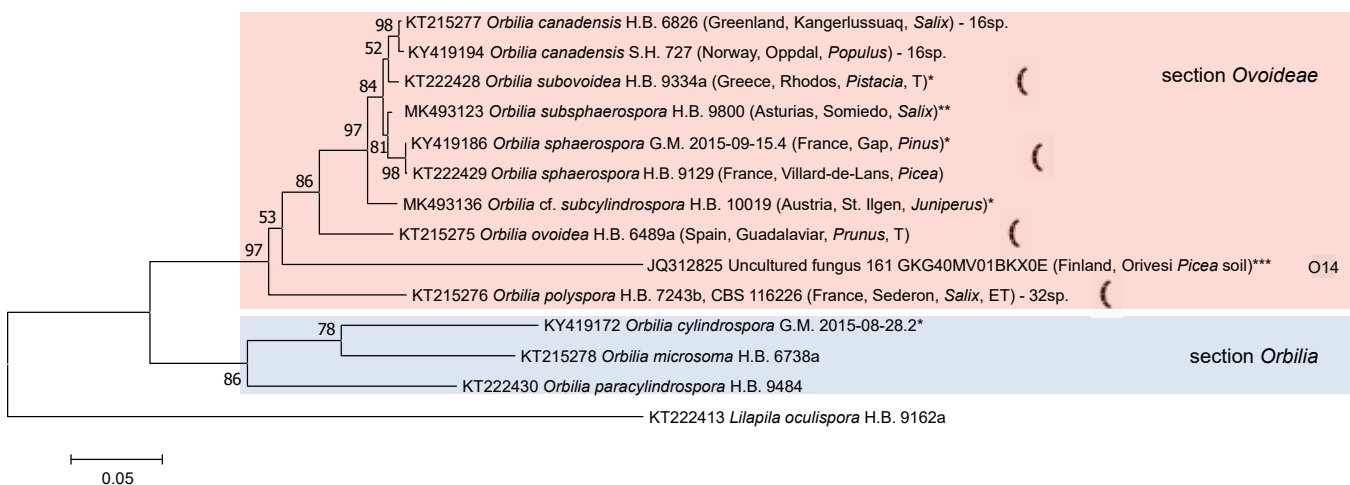 98 KT215277 Orbilia canadensis H.B. 6826 (Greenland, Kangerlussuaq, Salix) - 16sp.
52 KY419194 Orbilia canadensis S.H. 727 (Norway, Oppdal, Populus) - 16sp.
KT222428 Orbilia subovoidea H.B. 9334a (Greece, Rhodos, Pistacia, T)*
section Ovoideae
84
MK493123 Orbilia subsphaerospora H.B. 9800 (Asturias, Somiedo, Salix)**
97
81 KY419186 Orbilia sphaerospora G.M. 2015-09-15.4 (France, Gap, Pinus)*
98 KT222429 Orbilia sphaerospora H.B. 9129 (France, Villard-de-Lans, Picea)
86
MK493136 Orbilia cf. subcylindrospora H.B. 10019 (Austria, St. Ilgen, Juniperus)*
53
KT215275 Orbilia ovoidea H.B. 6489a (Spain, Guadalaviar, Prunus, T)
97
JQ312825 Uncultured fungus 161 GKG40MV01BKX0E (Finland, Orivesi Picea soil)*** O14
KT215276 Orbilia polyspora H.B. 7243b, CBS 116226 (France, Sederon, Salix, ET) - 32sp.
78 KY419172 Orbilia cylindrospora G.M. 2015-08-28.2*
KT215278 Orbilia microsoma H.B. 6738a
section Orbilia
86 KT222430 Orbilia paracylindrospora H.B. 9484
KT222413 Lilapila oculispora H.B. 9162a
0.05